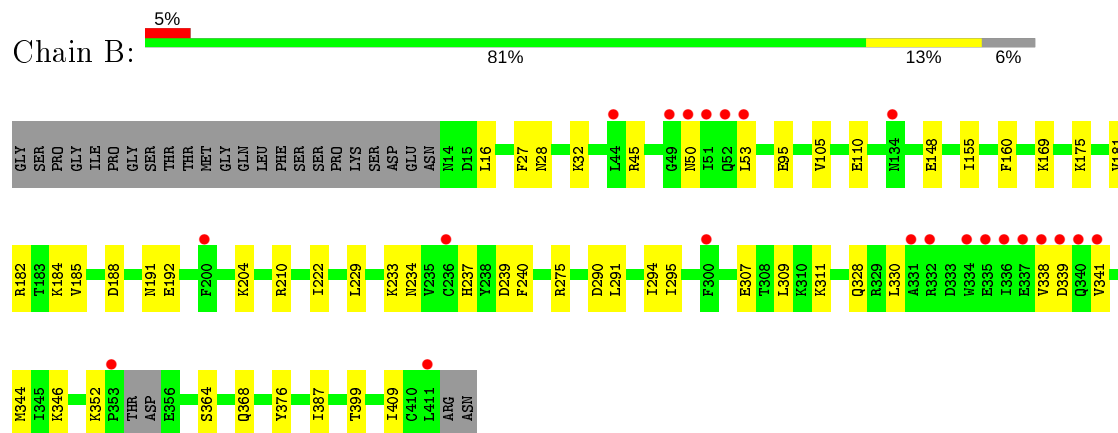 5%
Chain B:
81% 13% 6%
GLY SER PRO GLY ILE PRO GLY SER THR THR MET GLY GLN LEU PHE SER SER PRO LYS SER ASP GLU ASN N14 D15 L16 F27 N28 K32 L44 R45 G49 N50 I51 Q52 L53 E95 V105 E110 N134 E148 I155 F160 K169 K175 V181
R182 T183 K184 V185 D188 N191 E192 F200 K204 R210 I222 L229 K233 N234 V235 C236 H237 Y238 D239 F240 R275 D290 L291 I294 I295 F300 E307 T308 L309 K310 K311 Q328 R329 L330 A331 R332 D333 W334 E335 I336 E337 V338 D339 Q340 V341
M344 I345 K346 K352 P353 THR ASP E356 S364 Q368 Y376 I387 T399 I409 C410 L411 ARG ASN